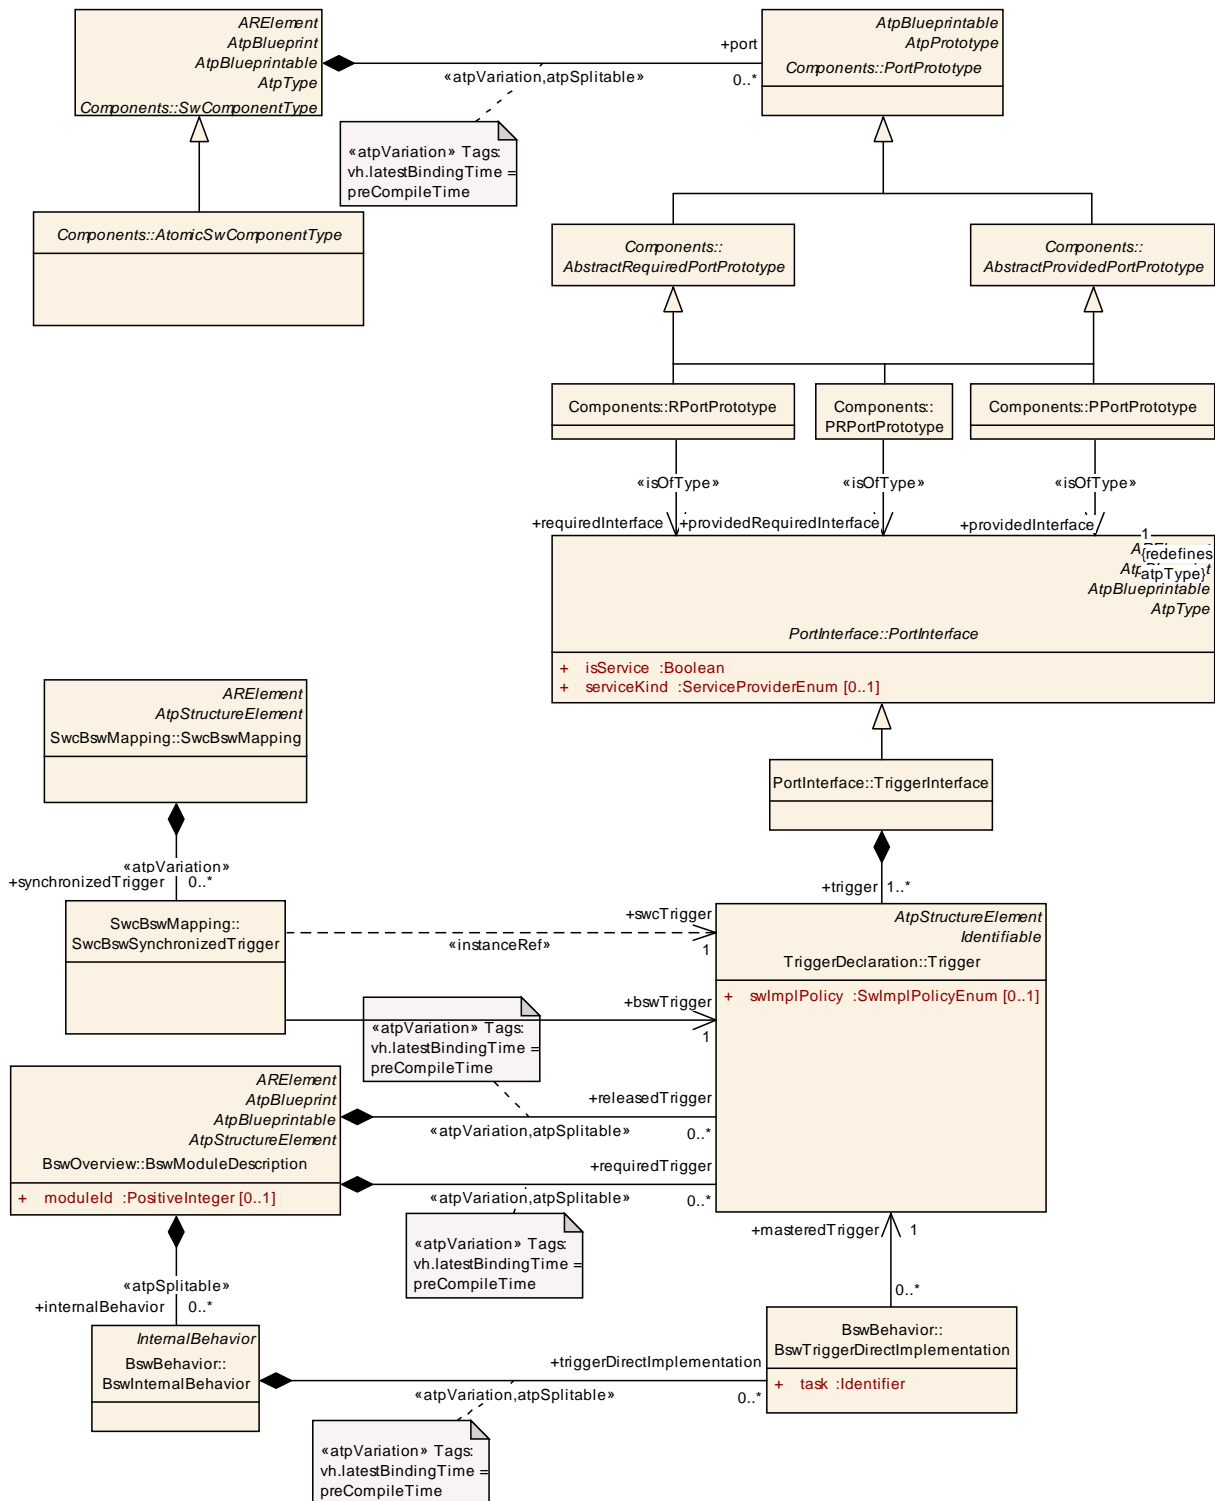 ARElement
AtpBlueprint
AtpBlueprintable
AtpType
Components::SwComponentType
+port
«atpVariation,atpSplitable»
0..*
AtpBlueprintable
AtpPrototype
Components::PortPrototype
«atpVariation» Tags:
vh.latestBindingTime =
preCompileTime
Components::AtomicSwComponentType
Components::
AbstractRequiredPortPrototype
Components::
AbstractProvidedPortPrototype
Components::RPortPrototype
Components::
PRPortPrototype
Components::PPortPrototype
«isOfType»
«isOfType»
«isOfType»
+requiredInterface
+providedRequiredInterface
+providedInterface
1
{redefines
atpType}
AtpBlueprintable
AtpType
PortInterface::PortInterface
+ isService :Boolean
+ serviceKind :ServiceProviderEnum [0..1]
ARElement
AtpStructureElement
SwcBswMapping::SwcBswMapping
PortInterface::TriggerInterface
«atpVariation»
+synchronizedTrigger
0..*
+trigger
1..*
SwcBswMapping::
SwcBswSynchronizedTrigger
+swcTrigger
«instanceRef»
1
AtpStructureElement
Identifiable
TriggerDeclaration::Trigger
+ swImplPolicy :SwImplPolicyEnum [0..1]
+bswTrigger
1
«atpVariation» Tags:
vh.latestBindingTime =
preCompileTime
ARElement
AtpBlueprint
AtpBlueprintable
AtpStructureElement
BswOverview::BswModuleDescription
+ moduleId :PositiveInteger [0..1]
+releasedTrigger
«atpVariation,atpSplitable»
0..*
+requiredTrigger
«atpVariation,atpSplitable»
0..*
«atpVariation» Tags:
vh.latestBindingTime =
preCompileTime
+masteredTrigger
1
0..*
«atpSplitable»
+internalBehavior
0..*
InternalBehavior
BswBehavior::
BswInternalBehavior
+triggerDirectImplementation
«atpVariation,atpSplitable»
0..*
BswBehavior::
BswTriggerDirectImplementation
+ task :Identifier
«atpVariation» Tags:
vh.latestBindingTime =
preCompileTime